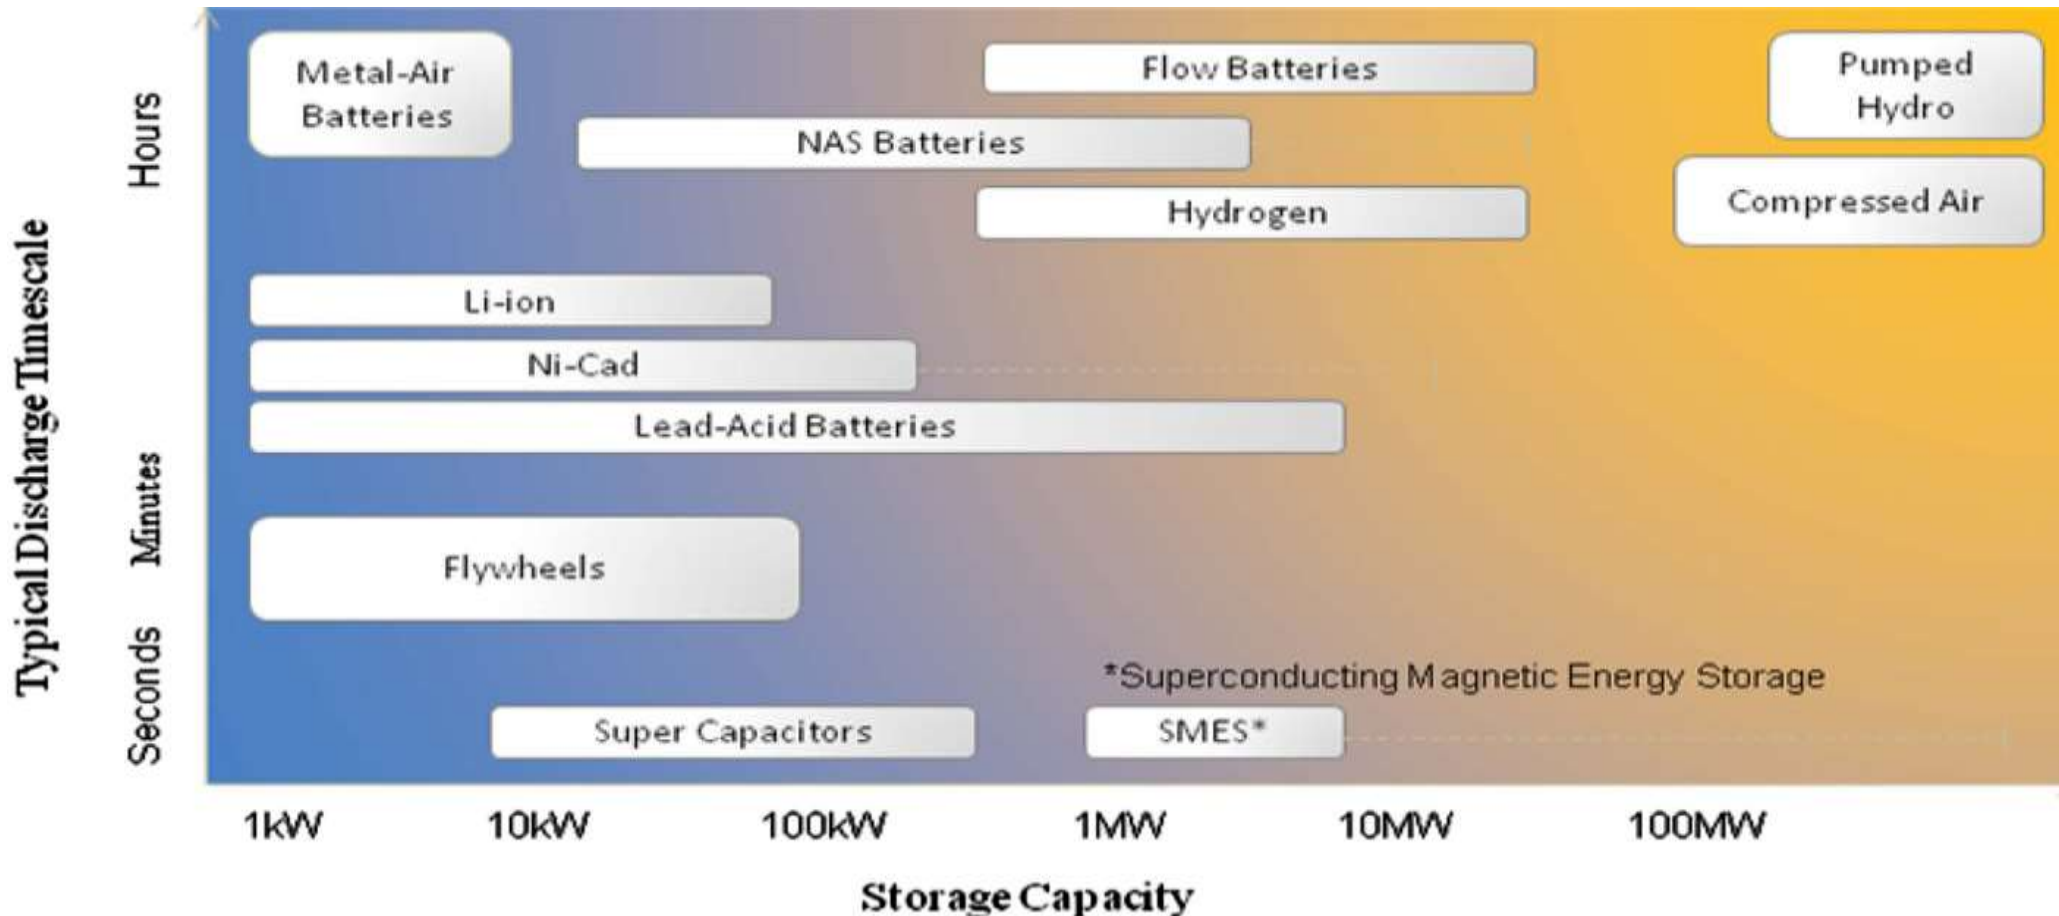 Typical Discharge Timescale
Hours
Minutes
Seconds
Metal-Air
Batteries
Flow Batteries
Pumped
Hydro
NAS Batteries
Compressed Air
Hydrogen
Li-ion
Ni-Cad
Lead-Acid Batteries
Flywheels
*Superconducting Magnetic Energy Storage
Super Capacitors
SMES*
1kW
10kW
100kW
1MW
10MW
100MW
Storage Capacity